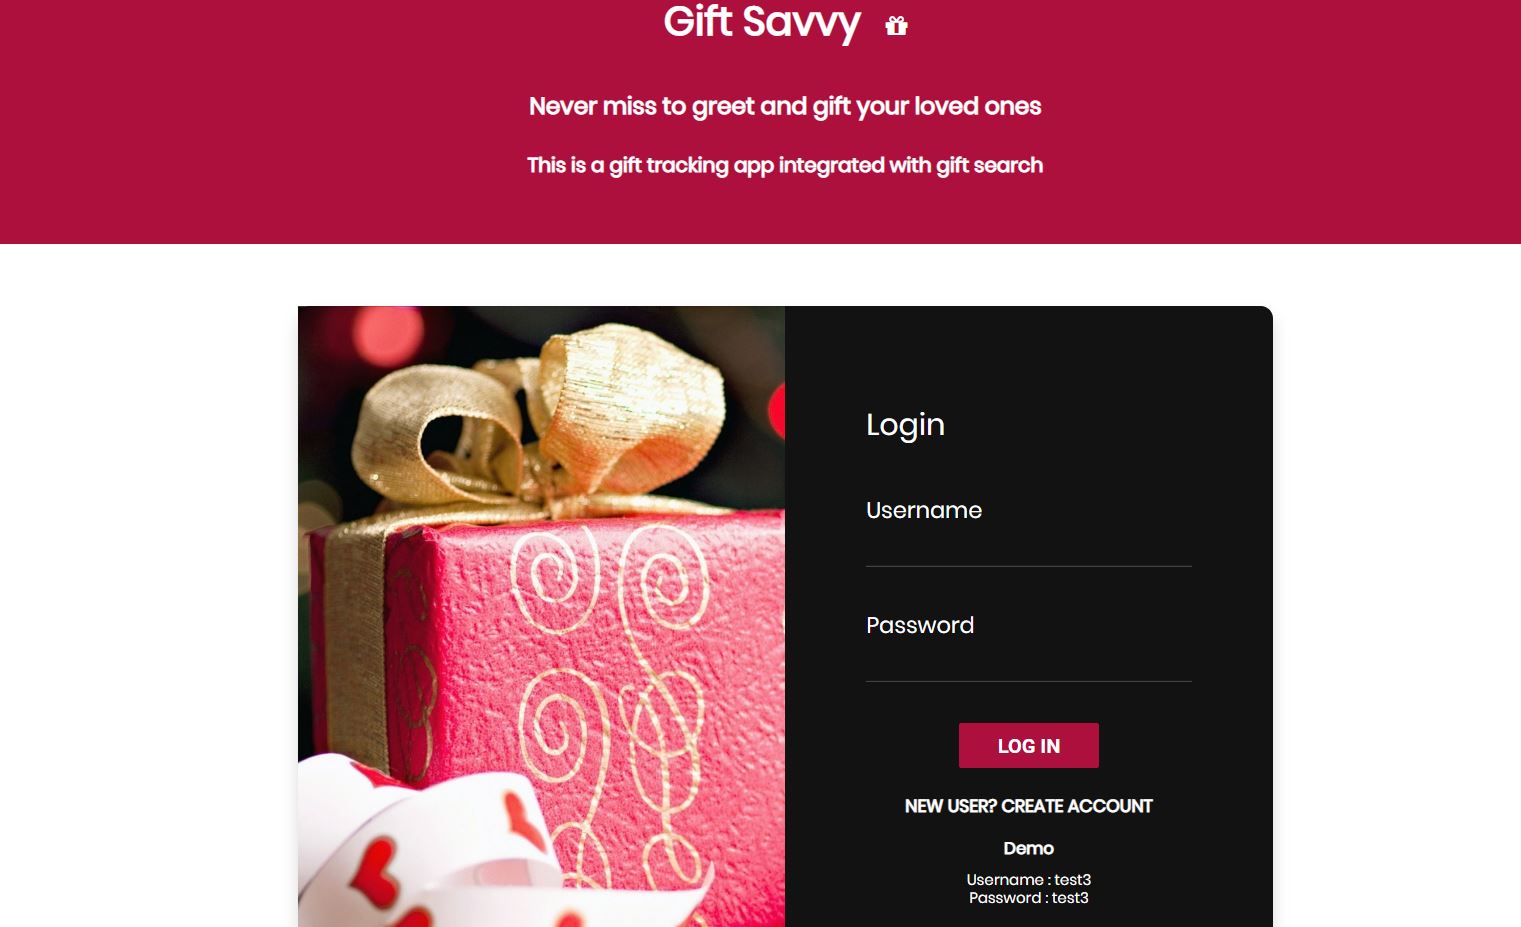 Gift Savvy
Never miss to greet and gift your loved ones
This is a gift tracking app integrated with gift search
Login
Username
Password
LOG IN
NEW USER? CREATE ACCOUNT
Demo
Username : test3
Password : test3